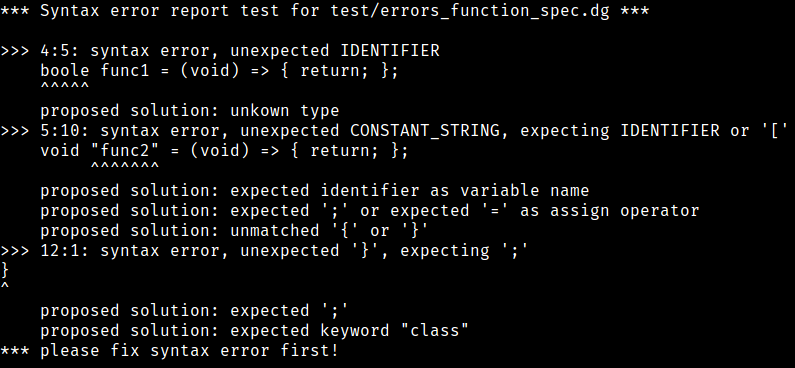 *** Syntax error report test for test/errors_function_spec.dg ***
>>> 4:5: syntax error, unexpected IDENTIFIER
    boole func1 = (void) => { return; };
    ^^^^^
    proposed solution: unkown type
>>> 5:10: syntax error, unexpected CONSTANT_STRING, expecting IDENTIFIER or '['
    void "func2" = (void) => { return; };
         ^^^^^^^
    proposed solution: expected identifier as variable name
    proposed solution: expected ';' or expected '=' as assign operator
    proposed solution: unmatched '{' or '}'
>>> 12:1: syntax error, unexpected '}', expecting ';'
}
^
    proposed solution: expected ';'
    proposed solution: expected keyword "class"
*** please fix syntax error first!